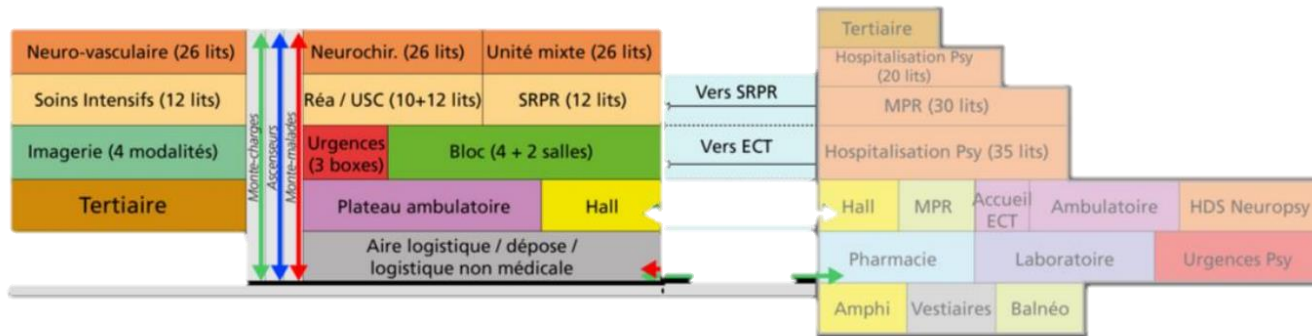 Neuro-vasculaire (26 lits)
Neurochir. (26 lits)
Unité mixte (26 lits)
Soins Intensifs (12 lits)
Réa / USC (10+12 lits)
SRPR (12 lits)
Imagerie (4 modalités)
Urgences
(3 boxes)
Bloc (4 + 2 salles)
Tertiaire
Plateau ambulatoire
Hall
Aire logistique / dépose /
logistique non médicale
Monte-charges
Ascenseurs
Monte-malades
Vers SRPR
Vers ECT
Tertiaire
Hospitalisation Psy
(20 lits)
MPR (30 lits)
Hospitalisation Psy (35 lits)
Hall
MPR
Accueil
ECT
Ambulatoire
HDS Neuropsy
Pharmacie
Laboratoire
Urgences Psy
Amphi
Vestiaires
Balnéo